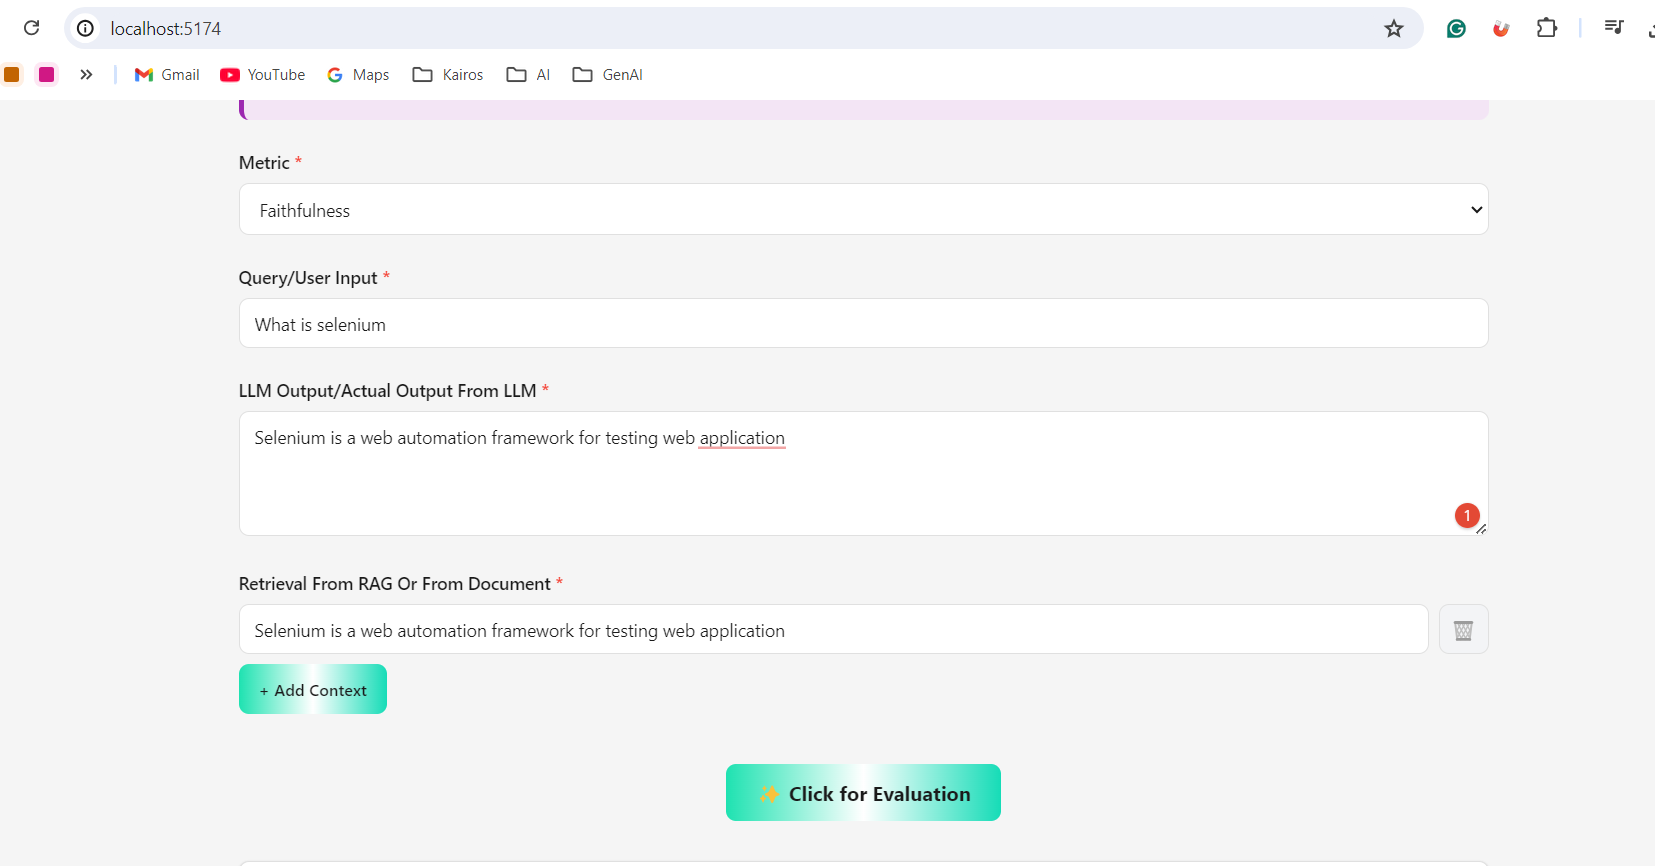 localhost:5174
Gmail YouTube Maps Kairos AI GenAI
Metric *
Faithfulness
Query/User Input *
What is selenium
LLM Output/Actual Output From LLM *
Selenium is a web automation framework for testing web application
1
Retrieval From RAG Or From Document *
Selenium is a web automation framework for testing web application
+ Add Context
✨ Click for Evaluation